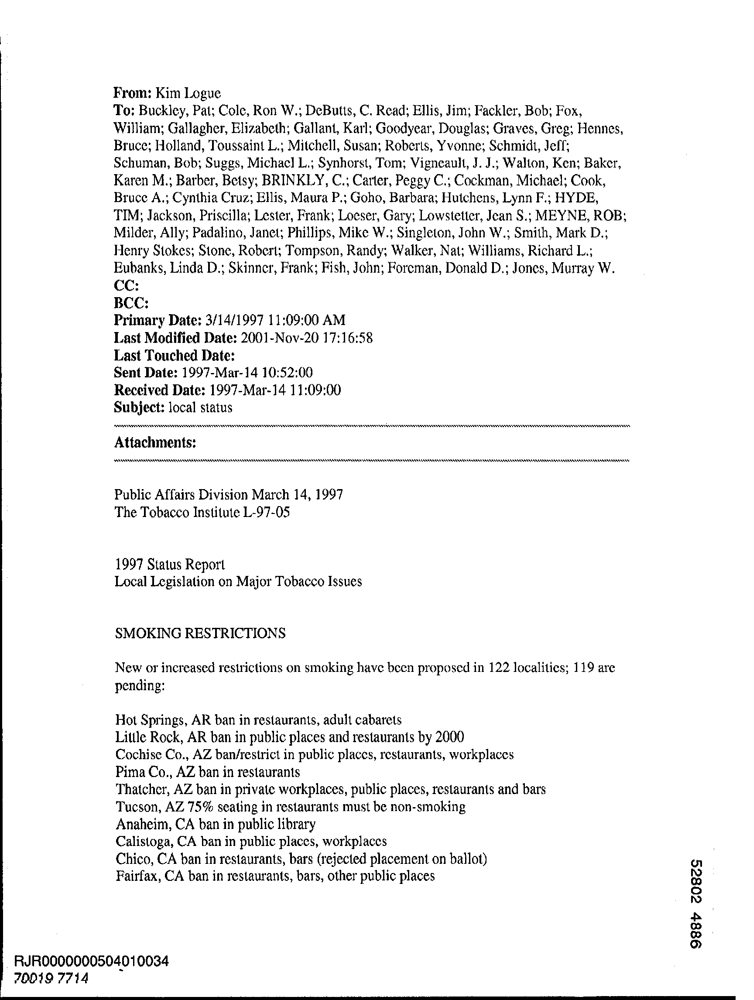 From: Kim Logue
To: Buckley, Pat; Cole, Ron W.; DeButts, C. Read; Ellis, Jim; Fackler, Bob; Fox,
William; Gallagher, Elizabeth; Gallant, Karl; Goodyear, Douglas; Graves, Greg; Hennes,
Bruce; Holland, Toussaint L.; Mitchell, Susan; Roberts, Yvonne; Schmidt, Jeff;
Schuman, Bob; Suggs, Michael L.; Synhorst, Tom; Vigneault, J. J.; Walton, Ken; Baker,
Karen M.; Barber, Betsy; BRINKLY, C.; Carter, Peggy C.; Cockman, Michael; Cook,
Bruce A.; Cynthia Cruz; Ellis, Maura P.; Goho, Barbara; Hutchens, Lynn F.; HYDE,
TIM; Jackson, Priscilla; Lester, Frank; Loeser, Gary; Lowstetter, Jean S.; MEYNE, ROB;
Milder, Ally; Padalino, Janet; Phillips, Mike W.; Singleton, John W.; Smith, Mark D.;
Henry Stokes; Stone, Robert; Tompson, Randy; Walker, Nat; Williams, Richard L.;
Eubanks, Linda D.; Skinner, Frank; Fish, John; Foreman, Donald D.; Jones, Murray W.
CC:
BCC:
Primary Date: 3/14/1997 11:09:00 AM
Last Modified Date: 2001-Nov-20 17:16:58
Last Touched Date:
Sent Date: 1997-Mar-14 10:52:00
Received Date: 1997-Mar-14 11:09:00
Subject: local status
Attachments:
Public Affairs Division March 14, 1997
The Tobacco Institute L-97-05
1997 Status Report
Local Legislation on Major Tobacco Issues
SMOKING RESTRICTIONS
New or increased restrictions on smoking have been proposed in 122 localities; 119 are
pending:
Hot Springs, AR ban in restaurants, adult cabarets
Little Rock, AR ban in public places and restaurants by 2000
Cochise Co., AZ ban/restrict in public places, restaurants, workplaces
Pima Co., AZ ban in restaurants
Thatcher, AZ ban in private workplaces, public places, restaurants and bars
Tucson, AZ 75% seating in restaurants must be non-smoking
Anaheim, CA ban in public library
Calistoga, CA ban in public places, workplaces
Chico, CA ban in restaurants, bars (rejected placement on ballot)
Fairfax, CA ban in restaurants, bars, other public places
52802 4886
RJR0000000504010034
70019 7714